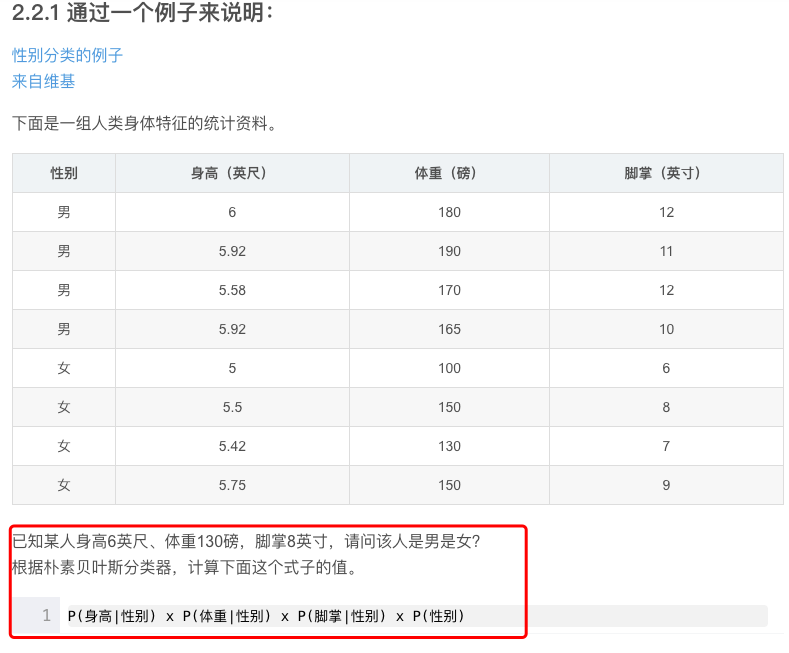 2.2.1 通过一个例子来说明：
性别分类的例子
来自维基
下面是一组人类身体特征的统计资料。
性别 身高（英尺） 体重（磅） 脚掌（英寸）
男 6 180 12
男 5.92 190 11
男 5.58 170 12
男 5.92 165 10
女 5 100 6
女 5.5 150 8
女 5.42 130 7
女 5.75 150 9
已知某人身高6英尺、体重130磅，脚掌8英寸，请问该人是男是女?
根据朴素贝叶斯分类器，计算下面这个式子的值。
1 P(身高|性别) x P(体重|性别) x P(脚掌|性别) x P(性别)